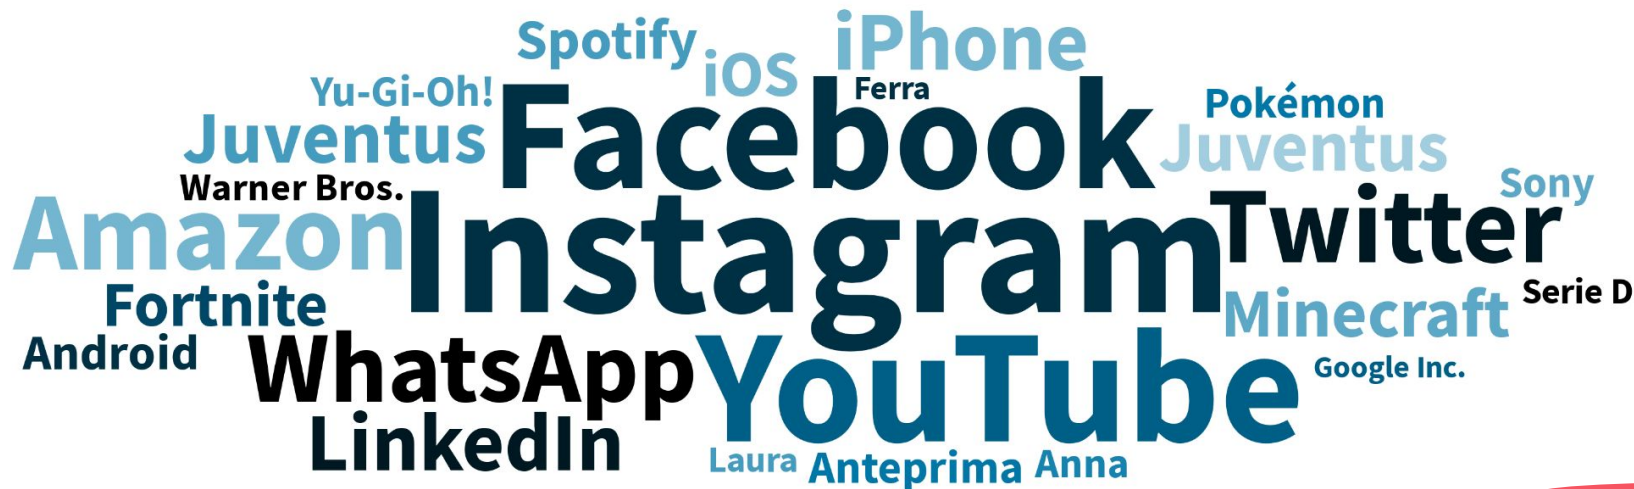 Spotify
iOS
iPhone
Yu-Gi-Oh!
Facebook
Ferra
Pokémon
Juventus
Juventus
Warner Bros.
Sony
Amazon
Instagram
Twitter
Fortnite
Minecraft
Serie D
Android
WhatsApp
YouTube
Google Inc.
LinkedIn
Laura
Anteprima
Anna